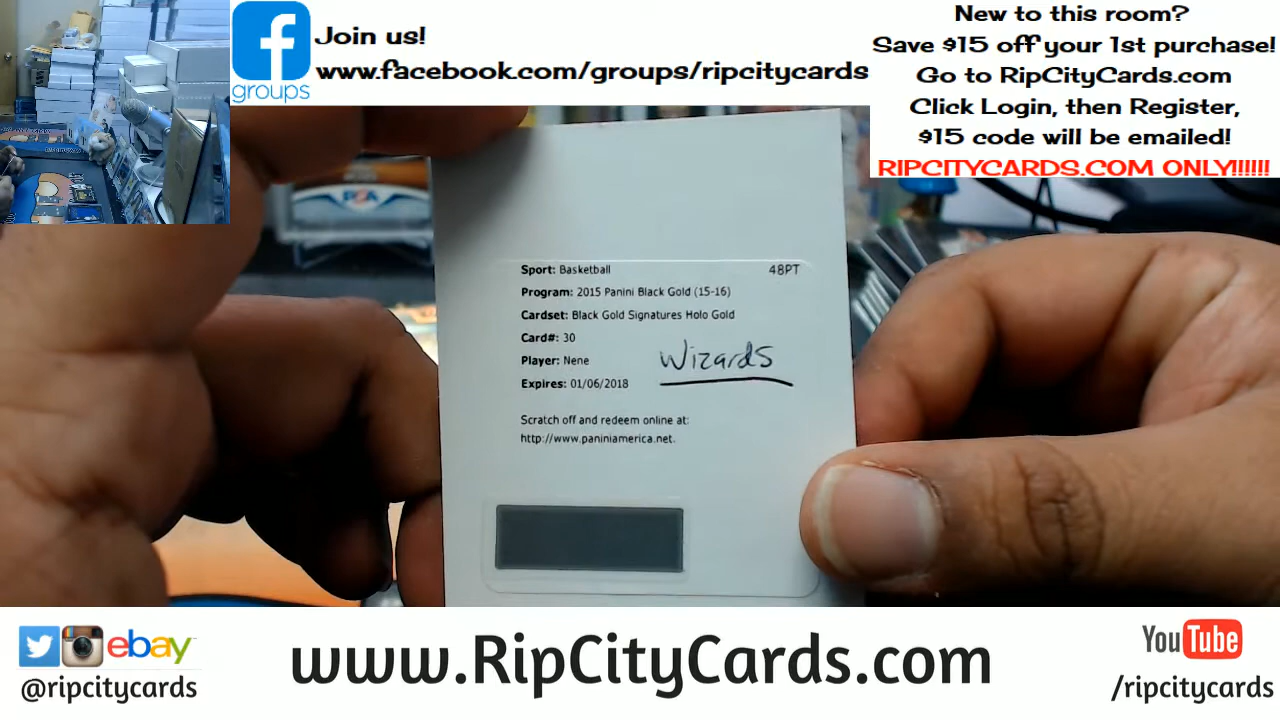 Join us!
www.facebook.com/groups/ripcitycards
groups
New to this room?
Save $15 off your 1st purchase!
Go to RipCityCards.com
Click Login, then Register,
$15 code will be emailed!
RIPCITYCARDS.COM ONLY!!!!!!
PSA
Sport: Basketball 48PT
Program: 2015 Panini Black Gold (15-16)
Cardset: Black Gold Signatures Holo Gold
Card#: 30
Player: Nene
Wizards
Expires: 01/06/2018
Scratch off and redeem online at:
http://www.paniniamerica.net.
ebay
@ripcitycards
www.RipCityCards.com
YouTube
/ripcitycards